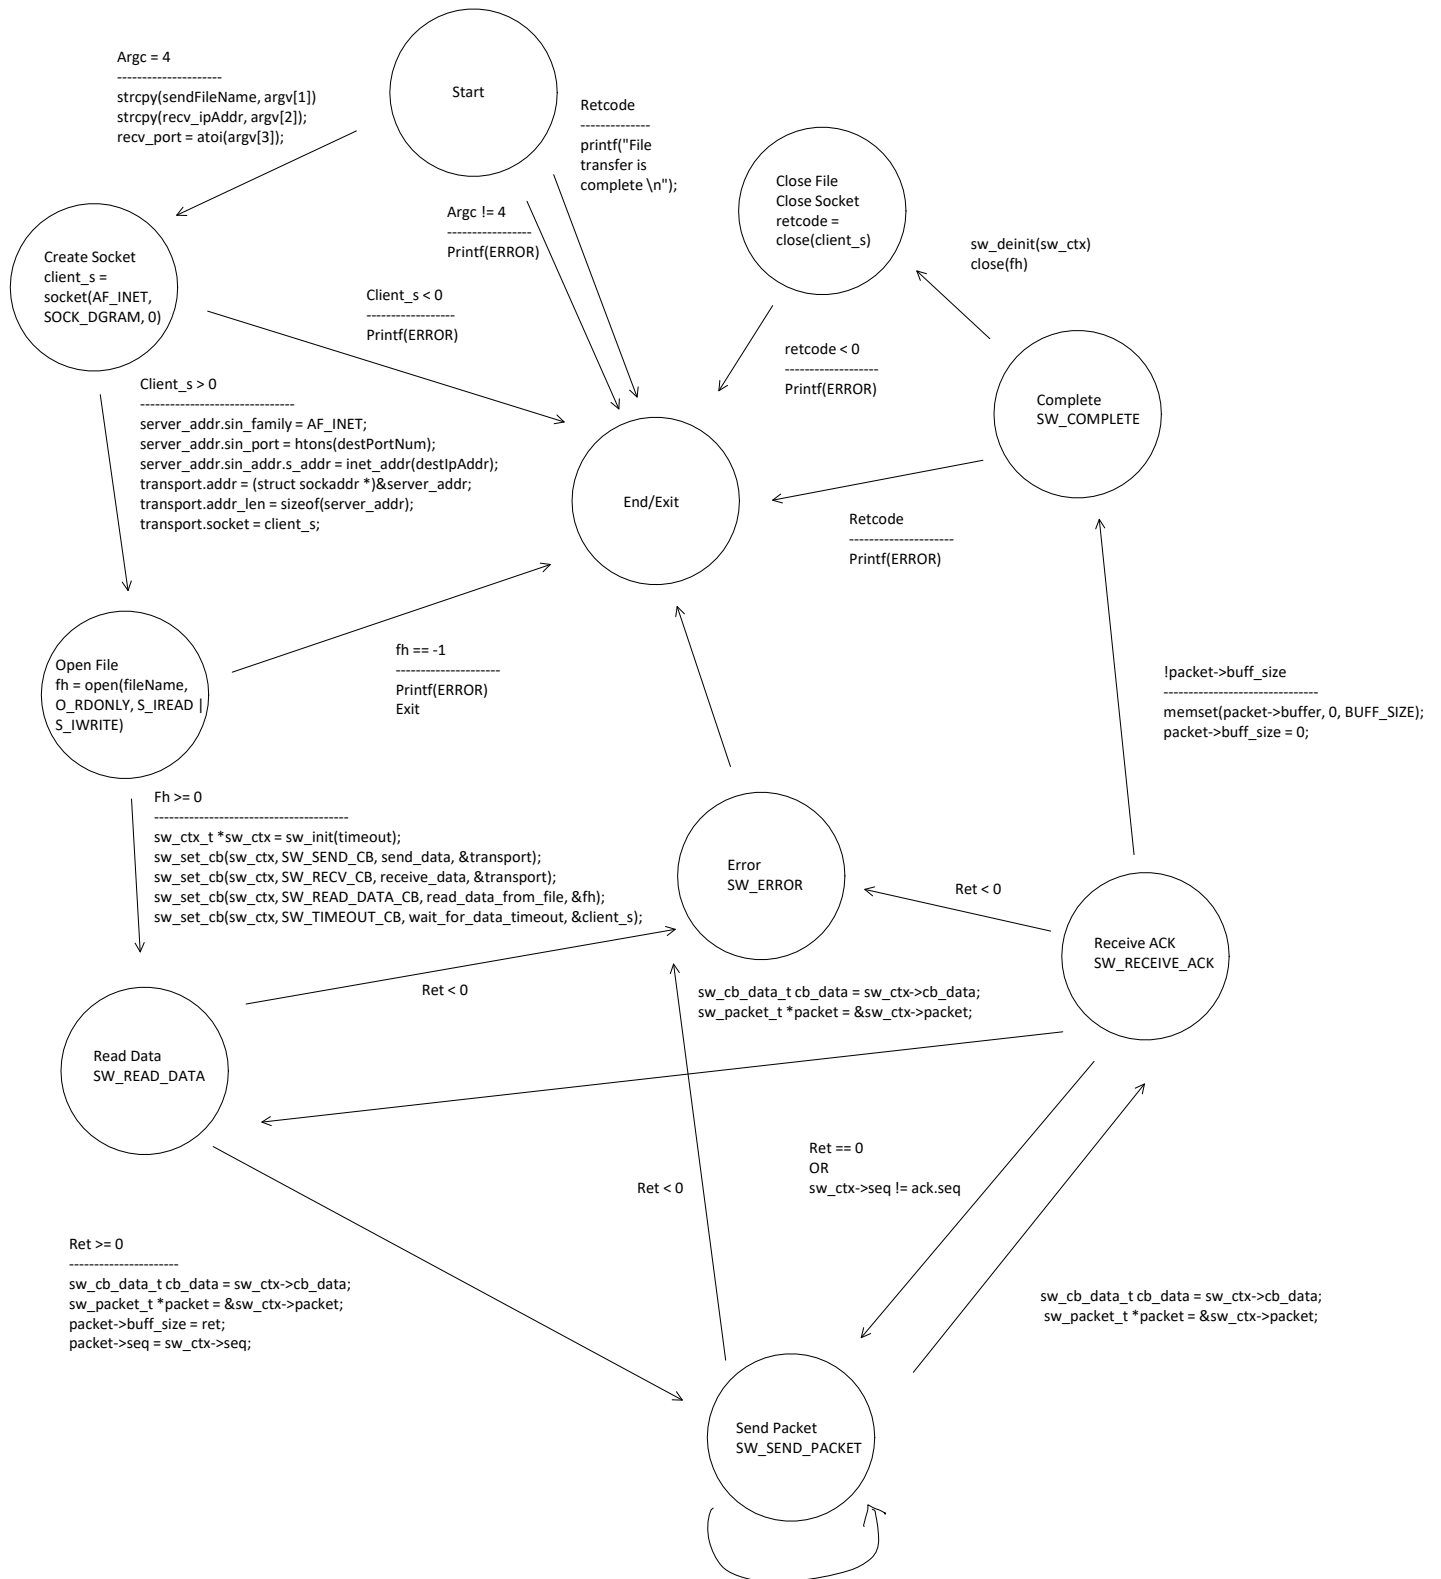 Argc = 4
---------------------
strcpy(sendFileName, argv[1])
strcpy(recv_ipAddr, argv[2]);
recv_port = atoi(argv[3]);
Start
Retcode
--------------
printf("File
transfer is
complete \n");
Argc != 4
-----------------
Printf(ERROR)
Close File
Close Socket
retcode =
close(client_s)
sw_deinit(sw_ctx)
close(fh)
Create Socket
client_s =
socket(AF_INET,
SOCK_DGRAM, 0)
Client_s < 0
------------------
Printf(ERROR)
retcode < 0
-------------------
Printf(ERROR)
Complete
SW_COMPLETE
Client_s > 0
-------------------------------
server_addr.sin_family = AF_INET;
server_addr.sin_port = htons(destPortNum);
server_addr.sin_addr.s_addr = inet_addr(destIpAddr);
transport.addr = (struct sockaddr *)&server_addr;
transport.addr_len = sizeof(server_addr);
transport.socket = client_s;
End/Exit
Retcode
---------------------
Printf(ERROR)
Open File
fh = open(fileName,
O_RDONLY, S_IREAD |
S_IWRITE)
fh == -1
---------------------
Printf(ERROR)
Exit
!packet->buff_size
-------------------------------
memset(packet->buffer, 0, BUFF_SIZE);
packet->buff_size = 0;
Fh >= 0
---------------------------------------
sw_ctx_t *sw_ctx = sw_init(timeout);
sw_set_cb(sw_ctx, SW_SEND_CB, send_data, &transport);
sw_set_cb(sw_ctx, SW_RECV_CB, receive_data, &transport);
sw_set_cb(sw_ctx, SW_READ_DATA_CB, read_data_from_file, &fh);
sw_set_cb(sw_ctx, SW_TIMEOUT_CB, wait_for_data_timeout, &client_s);
Error
SW_ERROR
Ret < 0
Receive ACK
SW_RECEIVE_ACK
Ret < 0
sw_cb_data_t cb_data = sw_ctx->cb_data;
sw_packet_t *packet = &sw_ctx->packet;
Read Data
SW_READ_DATA
Ret == 0
OR
sw_ctx->seq != ack.seq
Ret < 0
Ret >= 0
----------------------
sw_cb_data_t cb_data = sw_ctx->cb_data;
sw_packet_t *packet = &sw_ctx->packet;
packet->buff_size = ret;
packet->seq = sw_ctx->seq;
sw_cb_data_t cb_data = sw_ctx->cb_data;
sw_packet_t *packet = &sw_ctx->packet;
Send Packet
SW_SEND_PACKET